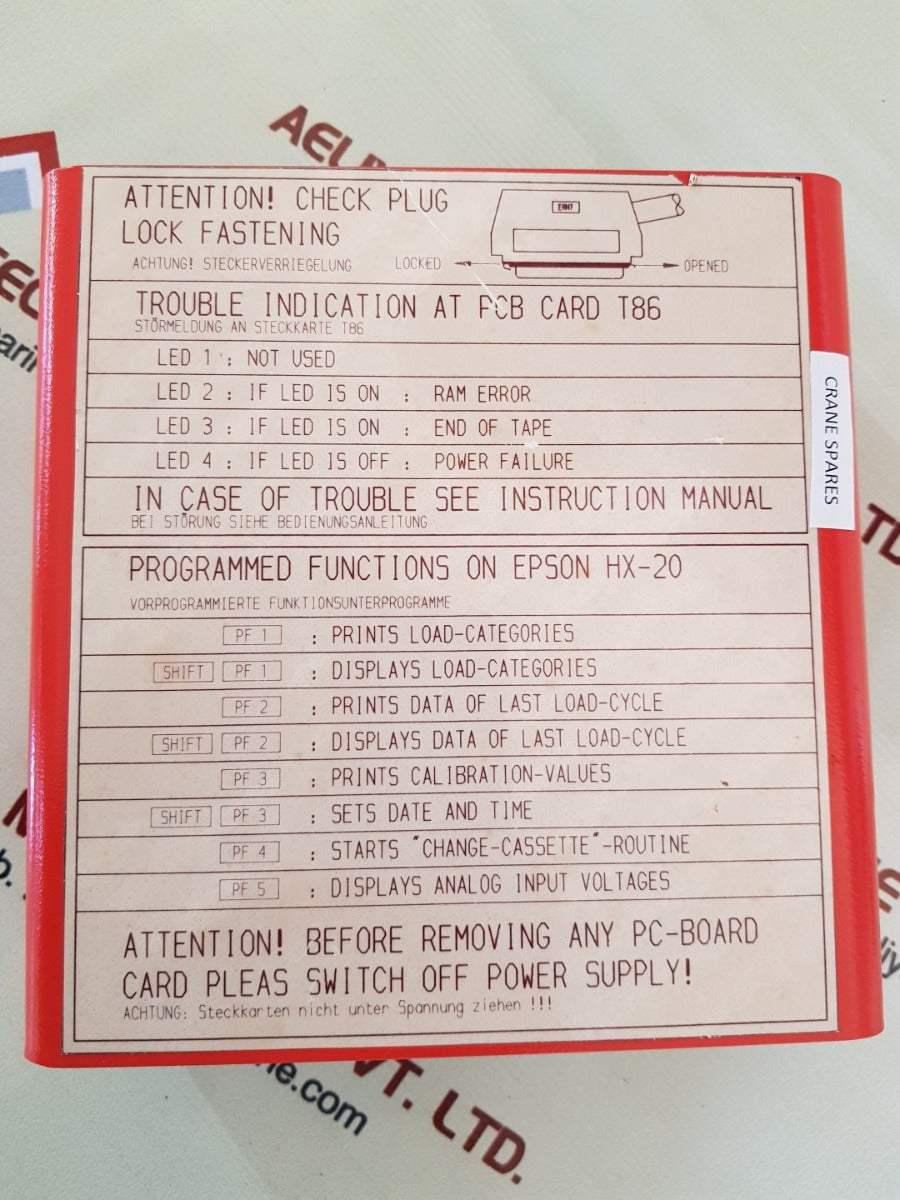 AELI
ATTENTION! CHECK PLUG
LOCK FASTENING
ACHTUNG! STECKERVERRIEGELUNG
LOCKED
OPENED
TROUBLE INDICATION AT PCB CARD T86
STÖRMELDUNG AN STECKKARTE T86
LED 1 : NOT USED
LED 2 : IF LED IS ON : RAM ERROR
LED 3 : IF LED IS ON : END OF TAPE
LED 4 : IF LED IS OFF : POWER FAILURE
IN CASE OF TROUBLE SEE INSTRUCTION MANUAL
BEI STÖRUNG SIEHE BEDIENUNGSANLEITUNG
CRANE SPARES
PROGRAMMED FUNCTIONS ON EPSON HX-20
VORPROGRAMMIERTE FUNKTIONSUNTERPROGRAMME
PF 1 : PRINTS LOAD-CATEGORIES
SHIFT PF 1 : DISPLAYS LOAD-CATEGORIES
PF 2 : PRINTS DATA OF LAST LOAD-CYCLE
SHIFT PF 2 : DISPLAYS DATA OF LAST LOAD-CYCLE
PF 3 : PRINTS CALIBRATION-VALUES
SHIFT PF 3 : SETS DATE AND TIME
PF 4 : STARTS "CHANGE-CASSETTE"-ROUTINE
PF 5 : DISPLAYS ANALOG INPUT VOLTAGES
ATTENTION! BEFORE REMOVING ANY PC-BOARD
CARD PLEAS SWITCH OFF POWER SUPPLY!
ACHTUNG: Steckkarten nicht unter Spannung ziehen !!!
VT. LTD.
ne.com